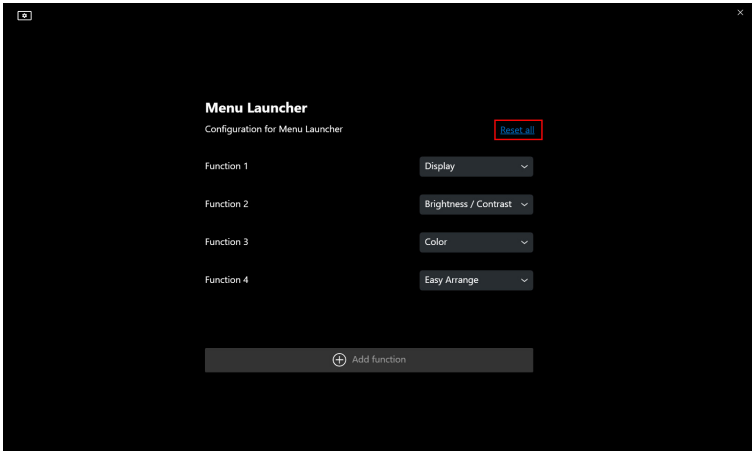 Menu Launcher
Configuration for Menu Launcher Reset all
Function 1 Display
Function 2 Brightness / Contrast
Function 3 Color
Function 4 Easy Arrange
Add function